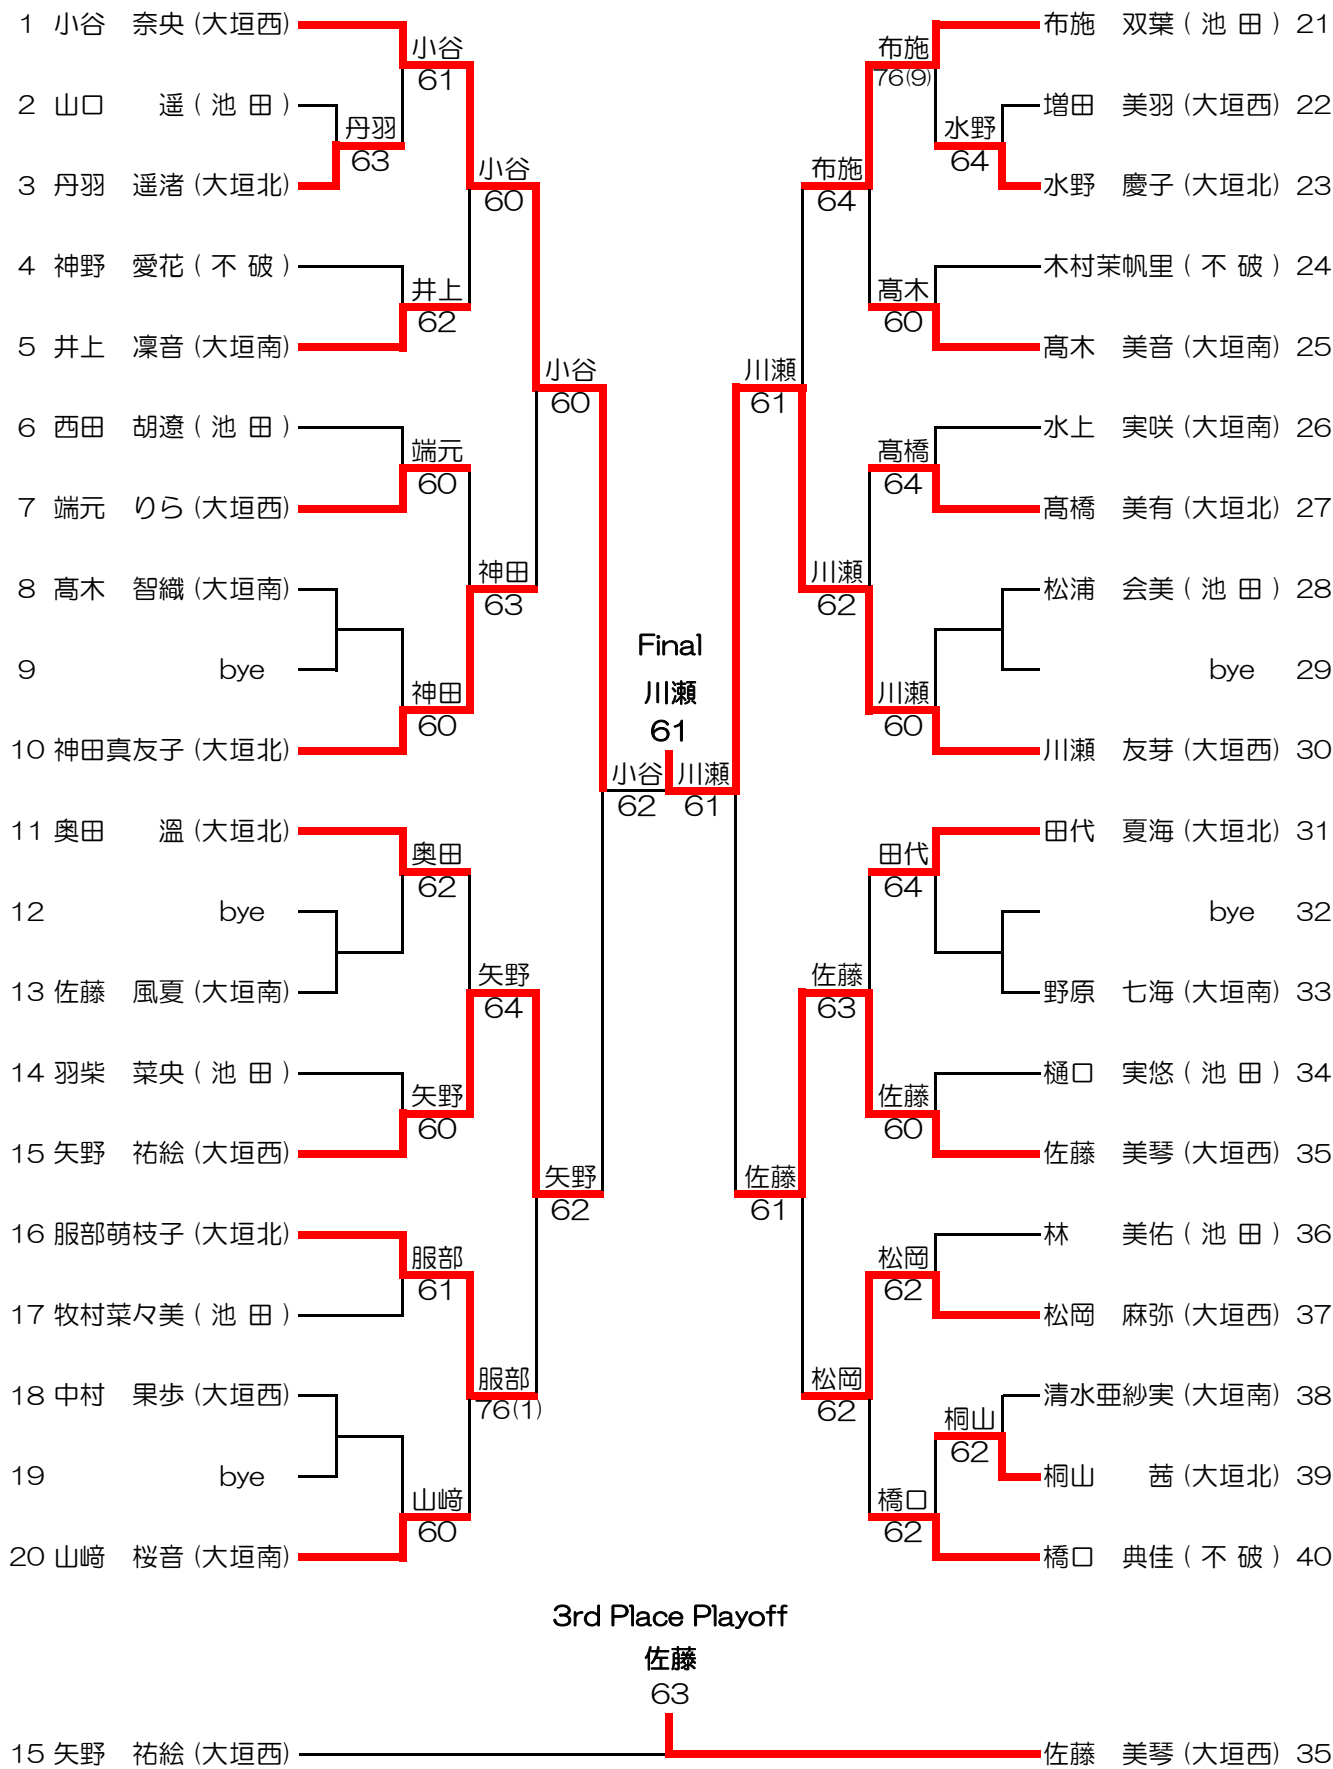 1 小谷　奈央 (大垣西)
小谷
61
2 山口　　遥 ( 池 田 )
丹羽
63
3 丹羽　遥渚 (大垣北)
小谷
60
4 神野　愛花 ( 不 破 )
井上
62
5 井上　凜音 (大垣南)
小谷
60
6 西田　胡遼 ( 池 田 )
端元
60
7 端元　りら (大垣西)
神田
63
8 髙木　智織 (大垣南)
9 bye
神田
60
10 神田真友子 (大垣北)
11 奥田　　溫 (大垣北)
奥田
62
12 bye
13 佐藤　風夏 (大垣南)
矢野
64
14 羽柴　菜央 ( 池 田 )
矢野
60
15 矢野　祐絵 (大垣西)
矢野
62
16 服部萌枝子 (大垣北)
服部
61
17 牧村菜々美 ( 池 田 )
服部
76(1)
18 中村　果歩 (大垣西)
19 bye
山﨑
60
20 山﨑　桜音 (大垣南)
Final
川瀬
61
小谷 川瀬
62 61
布施　双葉 ( 池 田 ) 21
布施
76(9)
増田　美羽 (大垣西) 22
水野
64
水野　慶子 (大垣北) 23
布施
64
木村茉帆里 ( 不 破 ) 24
髙木
60
髙木　美音 (大垣南) 25
川瀬
61
水上　実咲 (大垣南) 26
髙橋
64
髙橋　美有 (大垣北) 27
川瀬
62
松浦　会美 ( 池 田 ) 28
bye 29
川瀬
60
川瀬　友芽 (大垣西) 30
田代　夏海 (大垣北) 31
田代
64
bye 32
野原　七海 (大垣南) 33
佐藤
63
樋口　実悠 ( 池 田 ) 34
佐藤
60
佐藤　美琴 (大垣西) 35
佐藤
61
林　　美佑 ( 池 田 ) 36
松岡
62
松岡　麻弥 (大垣西) 37
松岡
62
清水亜紗実 (大垣南) 38
桐山
62
桐山　　茜 (大垣北) 39
橋口
62
橋口　典佳 ( 不 破 ) 40
3rd Place Playoff
佐藤
63
15 矢野　祐絵 (大垣西)
佐藤　美琴 (大垣西) 35